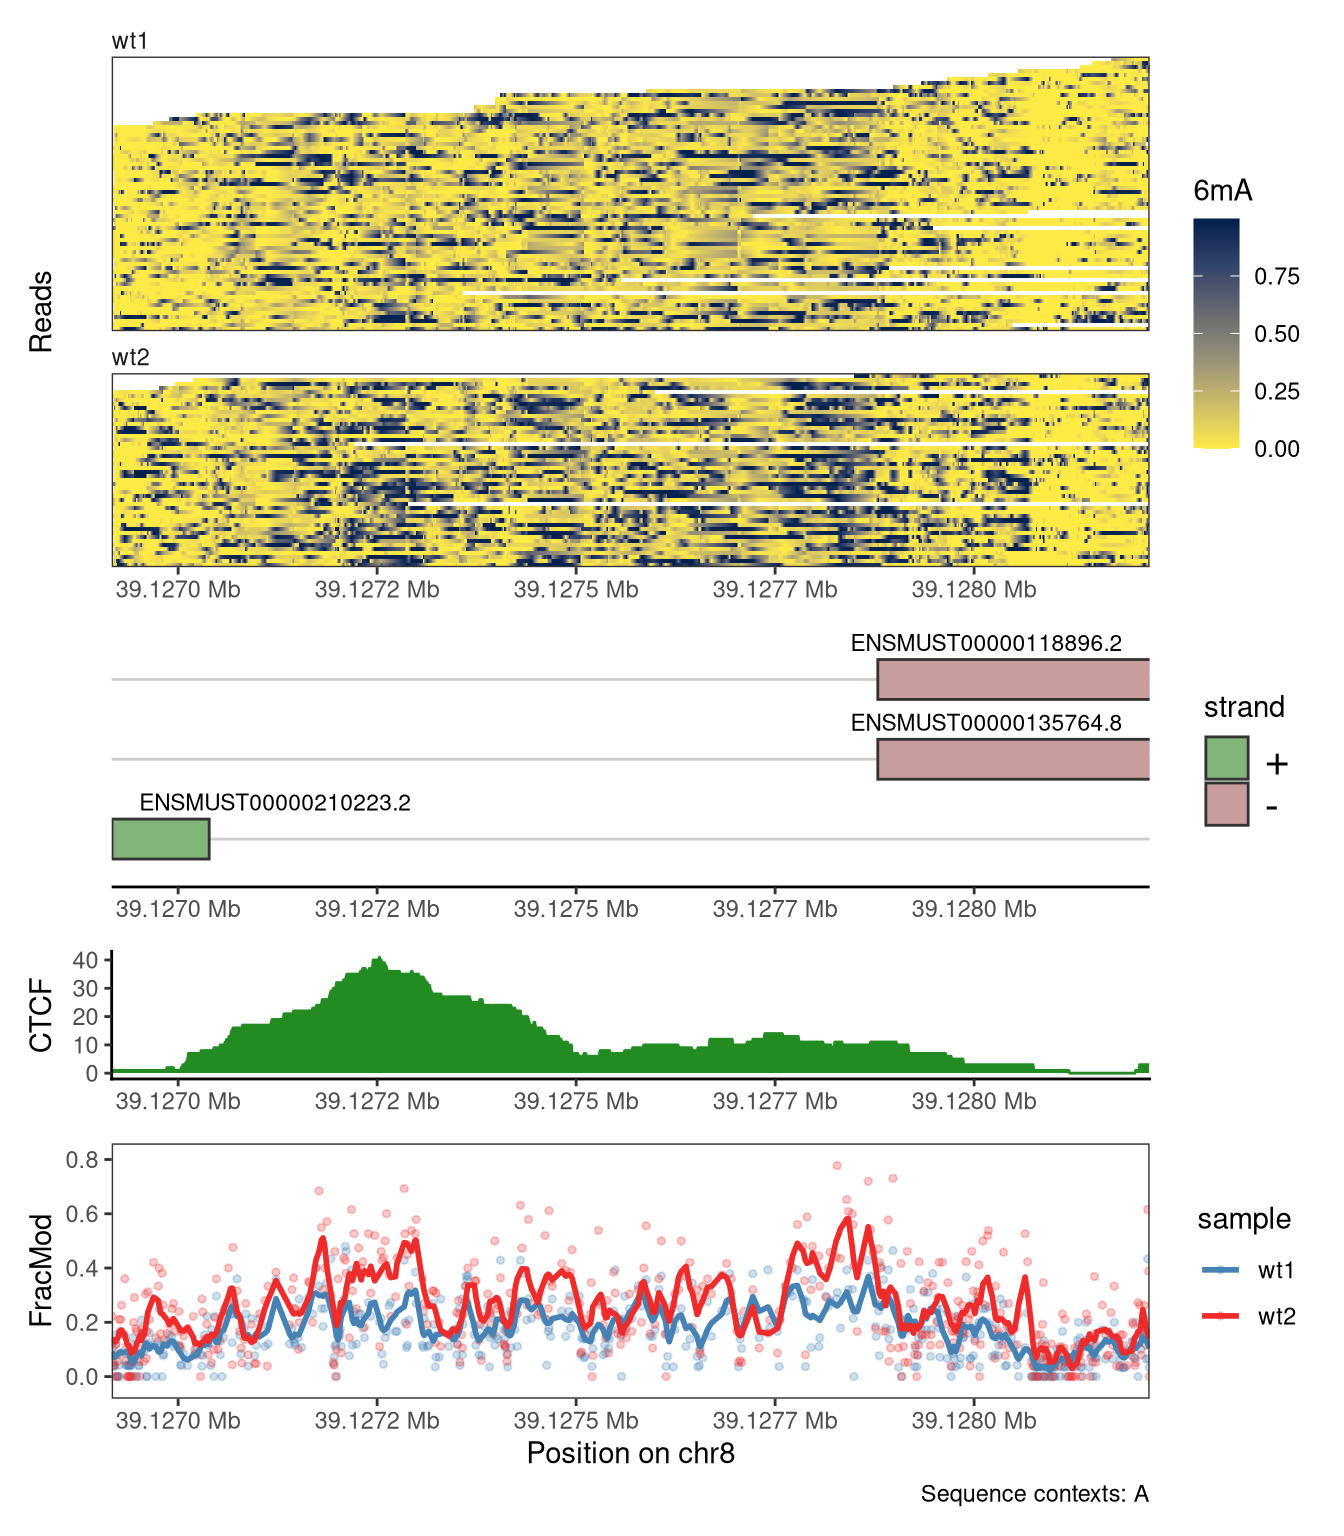 wt1
Reads
6mA
0.75
0.50
0.25
0.00
wt2
39.1270 Mb 39.1272 Mb 39.1275 Mb 39.1277 Mb 39.1280 Mb
ENSMUST00000118896.2
ENSMUST00000135764.8
ENSMUST00000210223.2
strand
+
-
39.1270 Mb 39.1272 Mb 39.1275 Mb 39.1277 Mb 39.1280 Mb
CTCF
40
30
20
10
0
39.1270 Mb 39.1272 Mb 39.1275 Mb 39.1277 Mb 39.1280 Mb
FracMod
0.8
0.6
0.4
0.2
0.0
sample
wt1
wt2
39.1270 Mb 39.1272 Mb 39.1275 Mb 39.1277 Mb 39.1280 Mb
Position on chr8
Sequence contexts: A